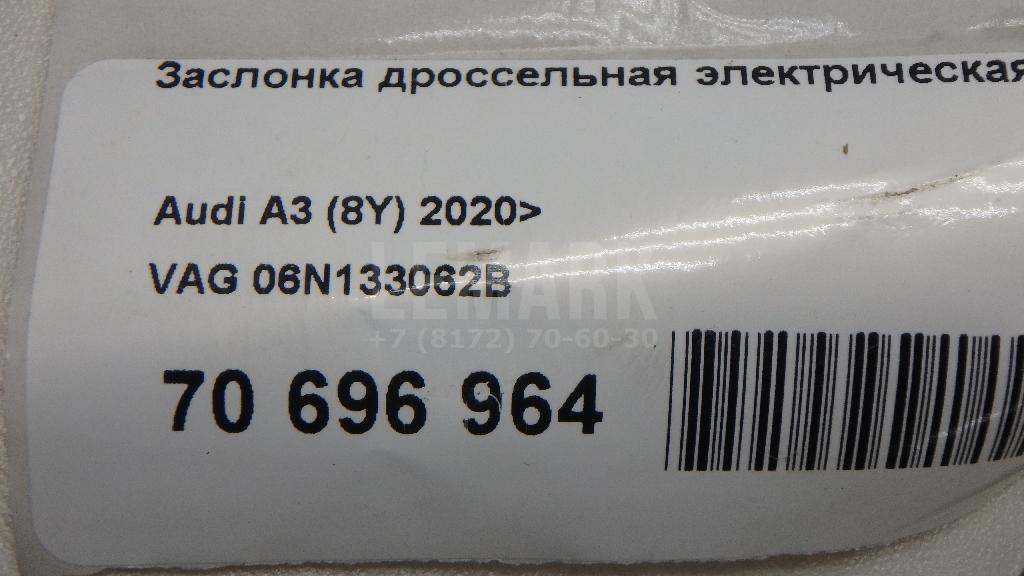 Заслонка дроссельная электрическая
Audi A3 (8Y) 2020>
VAG 06N133062B
LEMARK
+7 (8172) 70-60-30
70 696 964